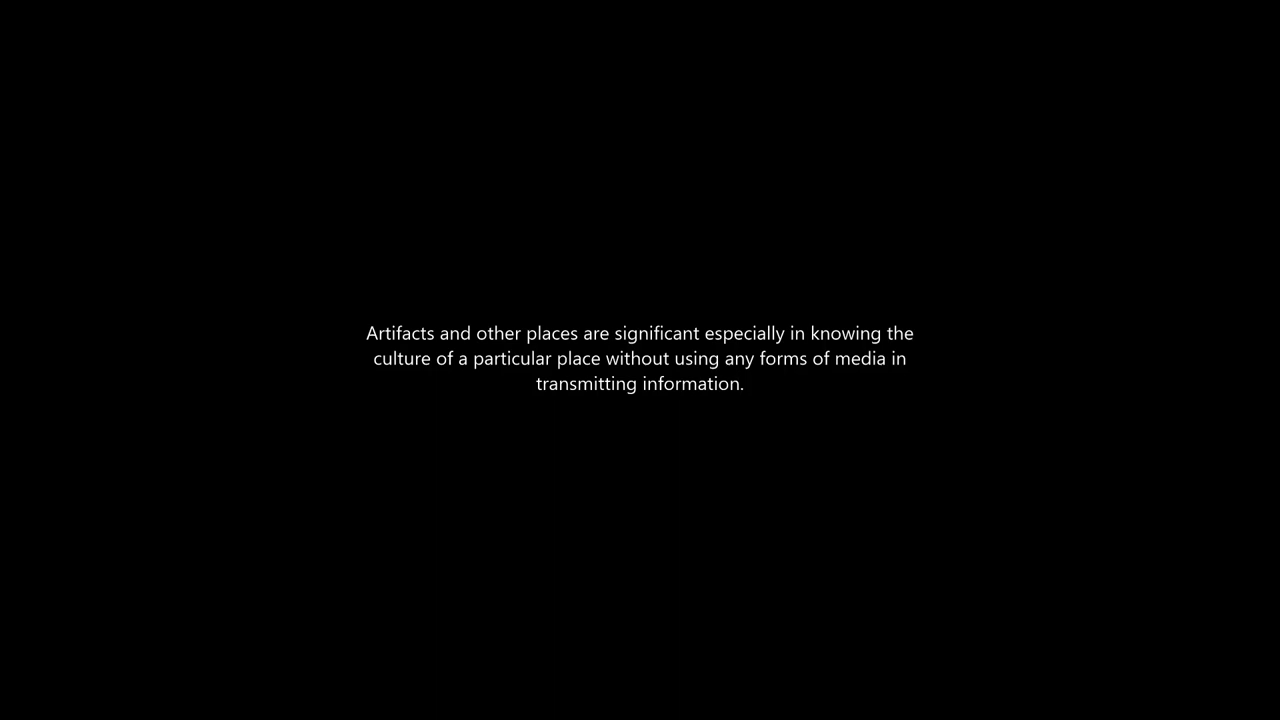 Artifacts and other places are significant especially in knowing the
culture of a particular place without using any forms of media in
transmitting information.